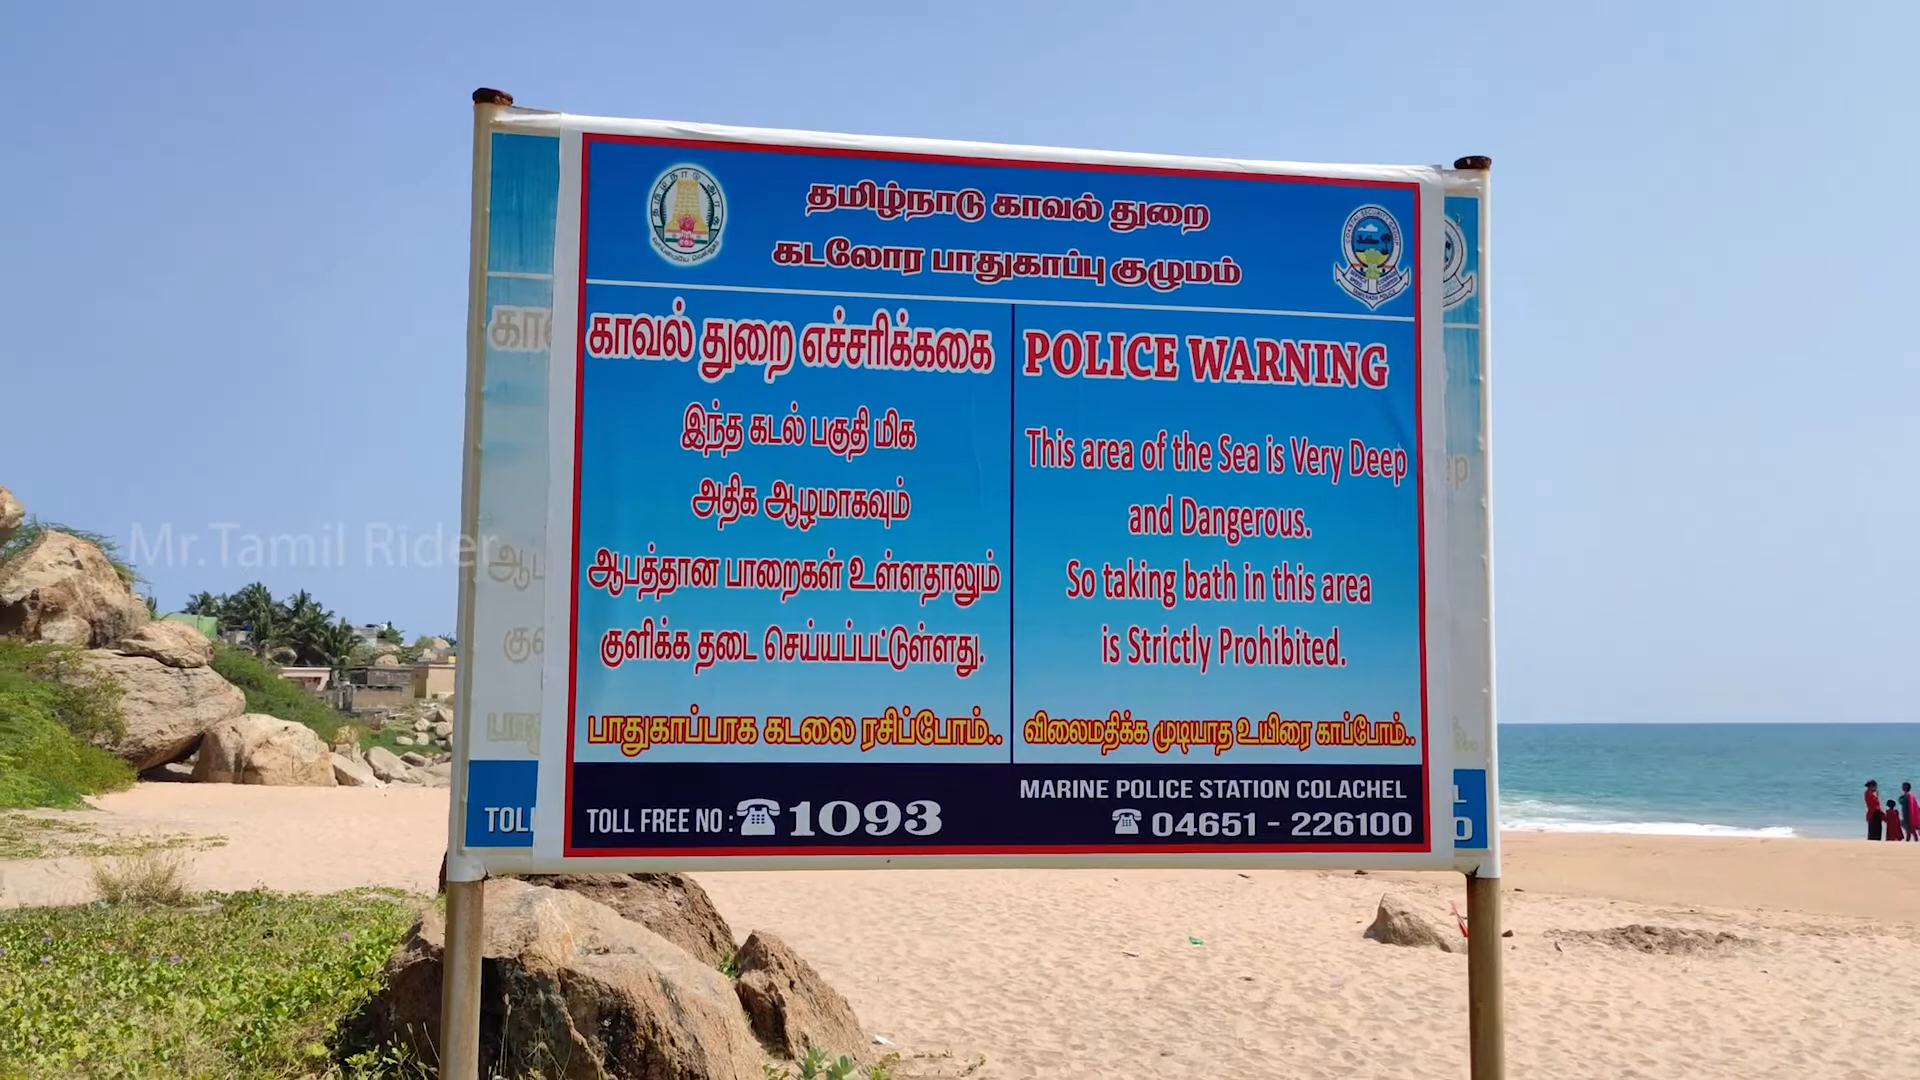 தமிழ்நாடு காவல் துறை
கடலோர பாதுகாப்பு குழுமம்
காவல் துறை எச்சரிக்ககை
இந்த கடல் பகுதி மிக
அதிக ஆழமாகவும்
ஆபத்தான பாறைகள் உள்ளதாலும்
குளிக்க தடை செய்யப்பட்டுள்ளது.
பாதுகாப்பாக கடலை ரசிப்போம்..
POLICE WARNING
This area of the Sea is Very Deep
and Dangerous.
So taking bath in this area
is Strictly Prohibited.
விலைமதிக்க முடியாத உயிரை காப்போம்..
TOLL FREE NO : 1093
MARINE POLICE STATION COLACHEL
04651 - 226100
Mr.Tamil Rider